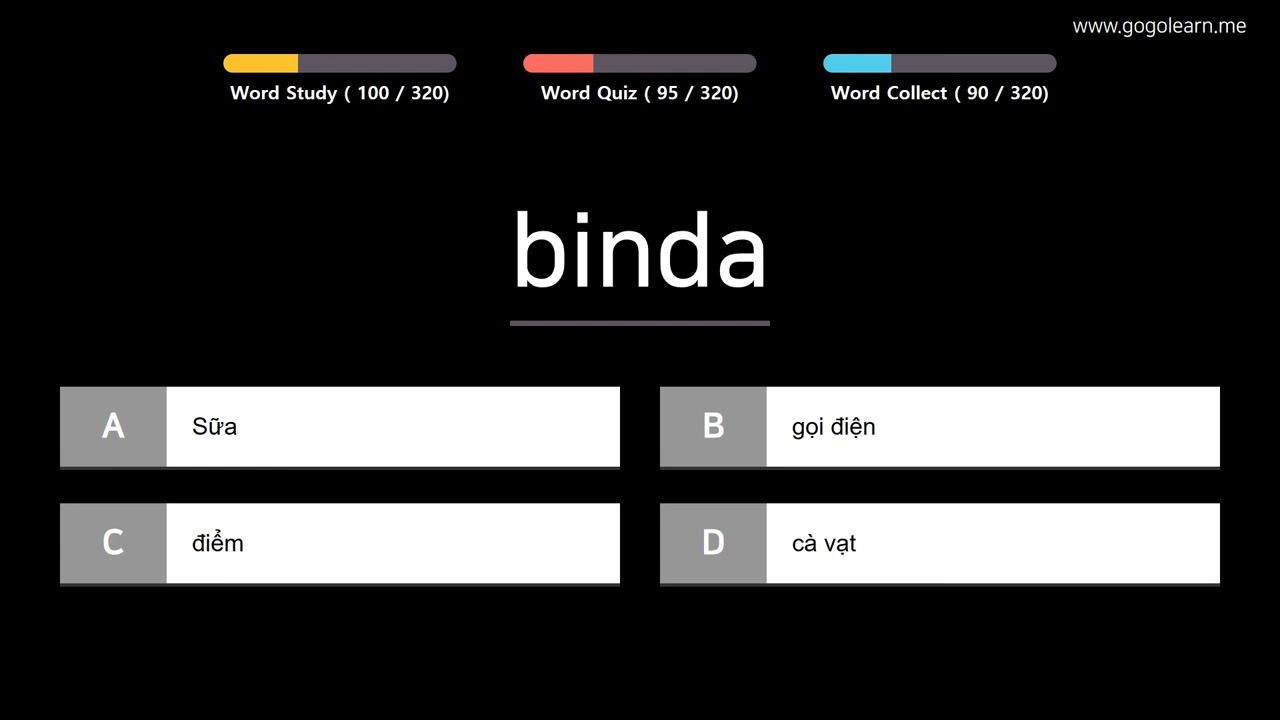 www.gogolearn.me
Word Study ( 100 / 320)
Word Quiz ( 95 / 320)
Word Collect ( 90 / 320)
binda
A Sữa
B gọi điện
C điểm
D cà vạt